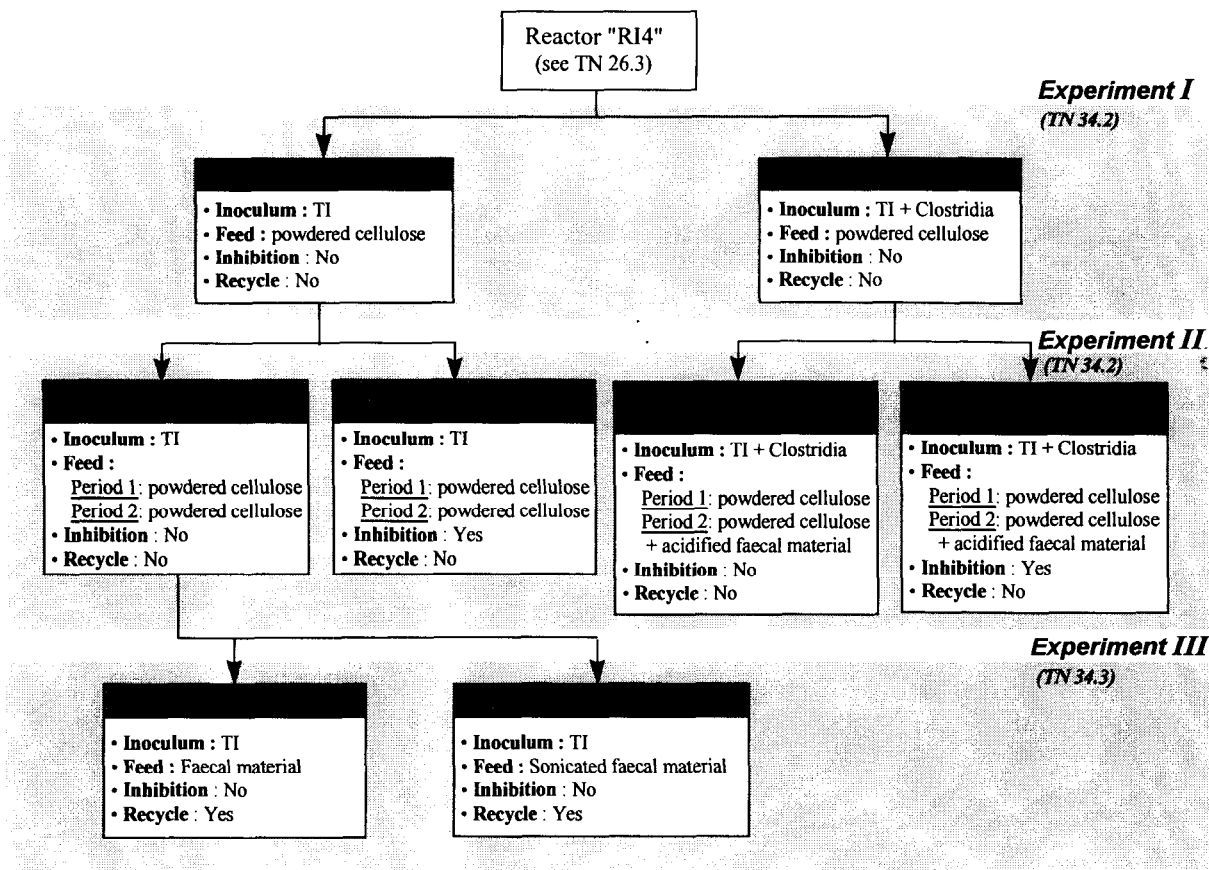 Reactor "RI4"
(see TN 26.3)
Experiment I
(TN 34.2)
• Inoculum : TI
• Feed : powdered cellulose
• Inhibition : No
• Recycle : No
• Inoculum : TI + Clostridia
• Feed : powdered cellulose
• Inhibition : No
• Recycle : No
Experiment II
(TN 34.2)
• Inoculum : TI
• Feed :
Period 1: powdered cellulose
Period 2: powdered cellulose
• Inhibition : No
• Recycle : No
• Inoculum : TI
• Feed :
Period 1: powdered cellulose
Period 2: powdered cellulose
• Inhibition : Yes
• Recycle : No
• Inoculum : TI + Clostridia
• Feed :
Period 1: powdered cellulose
Period 2: powdered cellulose
+ acidified faecal material
• Inhibition : No
• Recycle : No
• Inoculum : TI + Clostridia
• Feed :
Period 1: powdered cellulose
Period 2: powdered cellulose
+ acidified faecal material
• Inhibition : Yes
• Recycle : No
Experiment III
(TN 34.3)
• Inoculum : TI
• Feed : Faecal material
• Inhibition : No
• Recycle : Yes
• Inoculum : TI
• Feed : Sonicated faecal material
• Inhibition : No
• Recycle : Yes